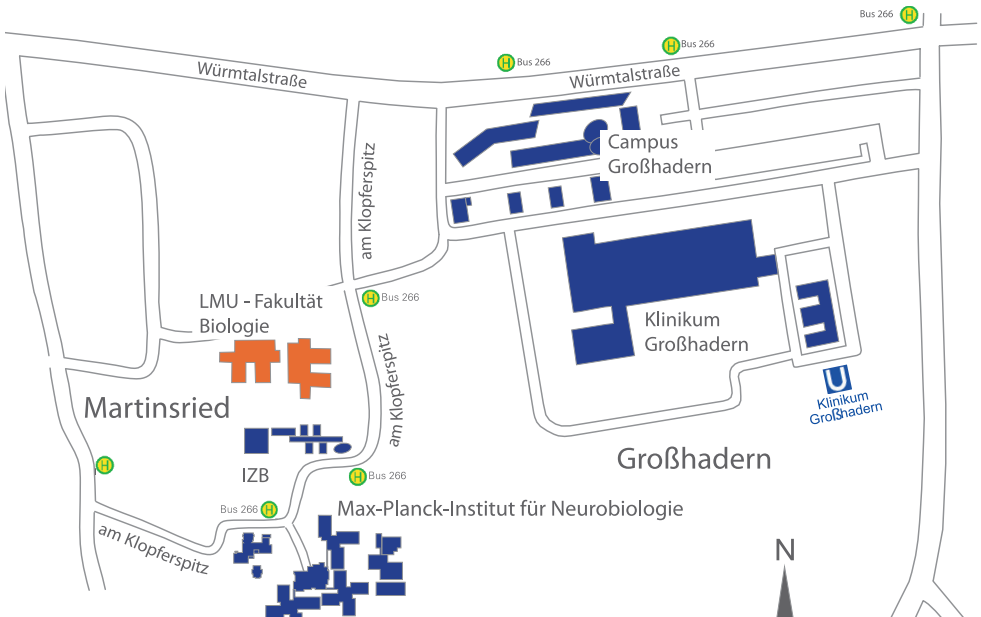 Bus 266
H
H
Bus 266
H
Bus 266
Würmtalstraße
Würmtalstraße
Campus
Großhadern
am Klopferspitz
LMU - Fakultät
Biologie
H
Bus 266
Klinikum
Großhadern
am Klopferspitz
U
Klinikum
Großhadern
Martinsried
IZB
Großhadern
H
H
Bus 266
Bus 266
H
Max-Planck-Institut für Neurobiologie
am Klopferspitz
N